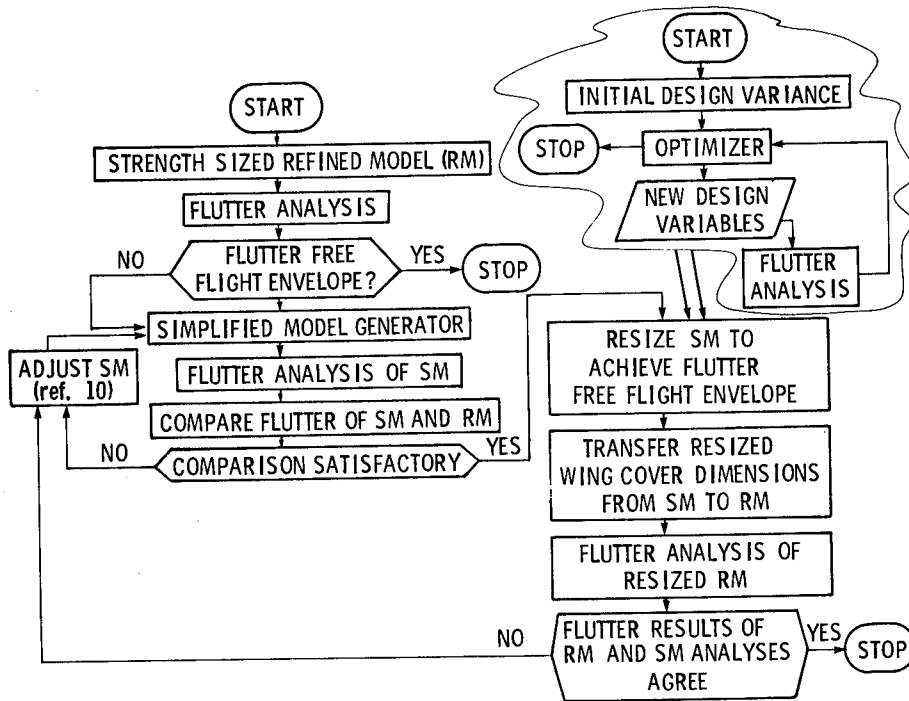 START
STRENGTH SIZED REFINED MODEL (RM)
FLUTTER ANALYSIS
FLUTTER FREE
FLIGHT ENVELOPE?
NO
YES
STOP
SIMPLIFIED MODEL GENERATOR
ADJUST SM
(ref. 10)
FLUTTER ANALYSIS OF SM
COMPARE FLUTTER OF SM AND RM
COMPARISON SATISFACTORY
NO
YES
START
INITIAL DESIGN VARIANCE
OPTIMIZER
STOP
NEW DESIGN
VARIABLES
FLUTTER
ANALYSIS
RESIZE SM TO
ACHIEVE FLUTTER
FREE FLIGHT ENVELOPE
TRANSFER RESIZED
WING COVER DIMENSIONS
FROM SM TO RM
FLUTTER ANALYSIS OF
RESIZED RM
FLUTTER RESULTS OF
RM AND SM ANALYSES
AGREE
NO
YES
STOP